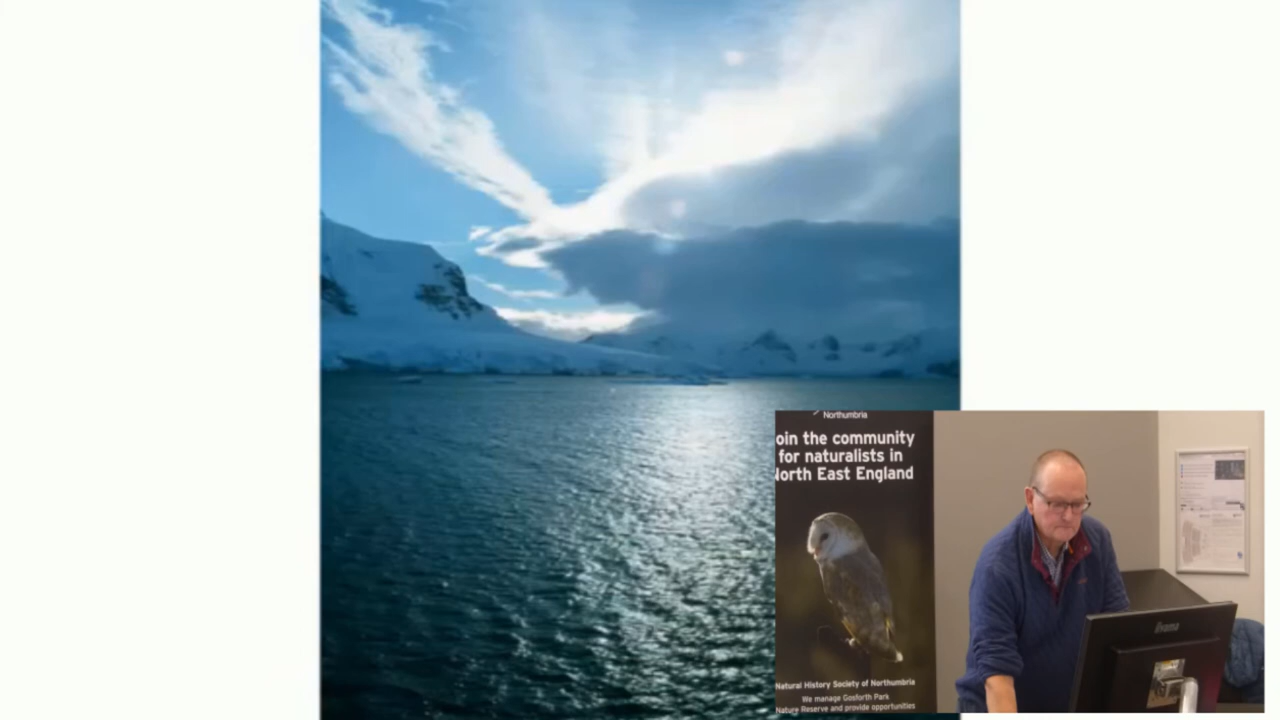 Northumbria
oin the community
for naturalists in
North East England
Natural History Society of Northumbria
We manage Gosforth Park
Nature Reserve and provide opportunities
iiyama